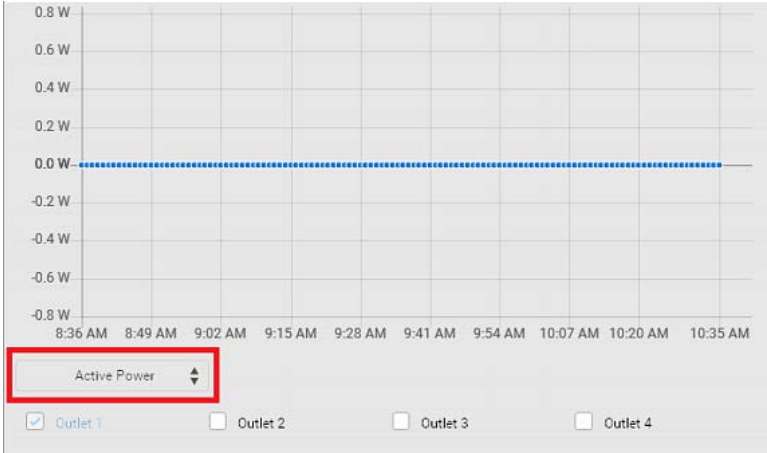 0.8 W
0.6 W
0.4 W
0.2 W
0.0 W
-0.2 W
-0.4 W
-0.6 W
-0.8 W
8:36 AM 8:49 AM 9:02 AM 9:15 AM 9:28 AM 9:41 AM 9:54 AM 10:07 AM 10:20 AM 10:35 AM
Active Power
Outlet 1 Outlet 2 Outlet 3 Outlet 4